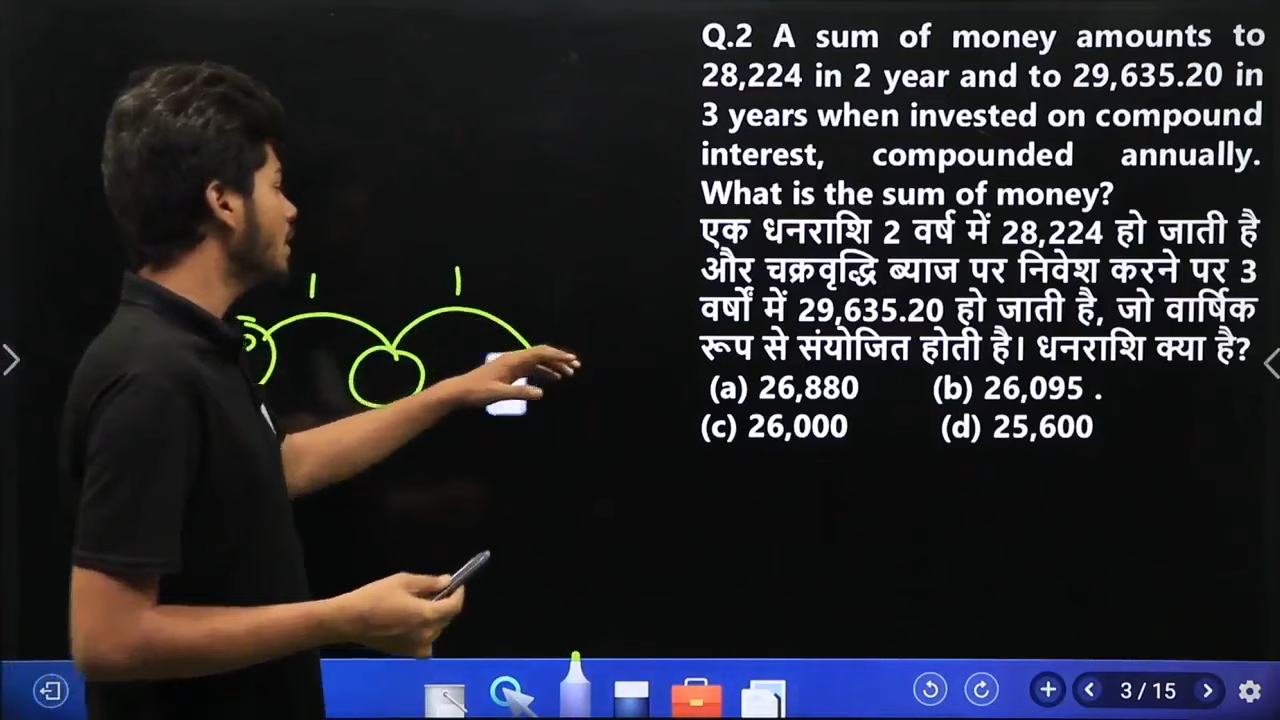 Q.2 A sum of money amounts to
28,224 in 2 year and to 29,635.20 in
3 years when invested on compound
interest, compounded annually.
What is the sum of money?
एक धनराशि 2 वर्ष में 28,224 हो जाती है
और चक्रवृद्धि ब्याज पर निवेश करने पर 3
वर्षों में 29,635.20 हो जाती है, जो वार्षिक
रूप से संयोजित होती है। धनराशि क्या है?
(a) 26,880 (b) 26,095 .
(c) 26,000 (d) 25,600
1 1
3 / 15